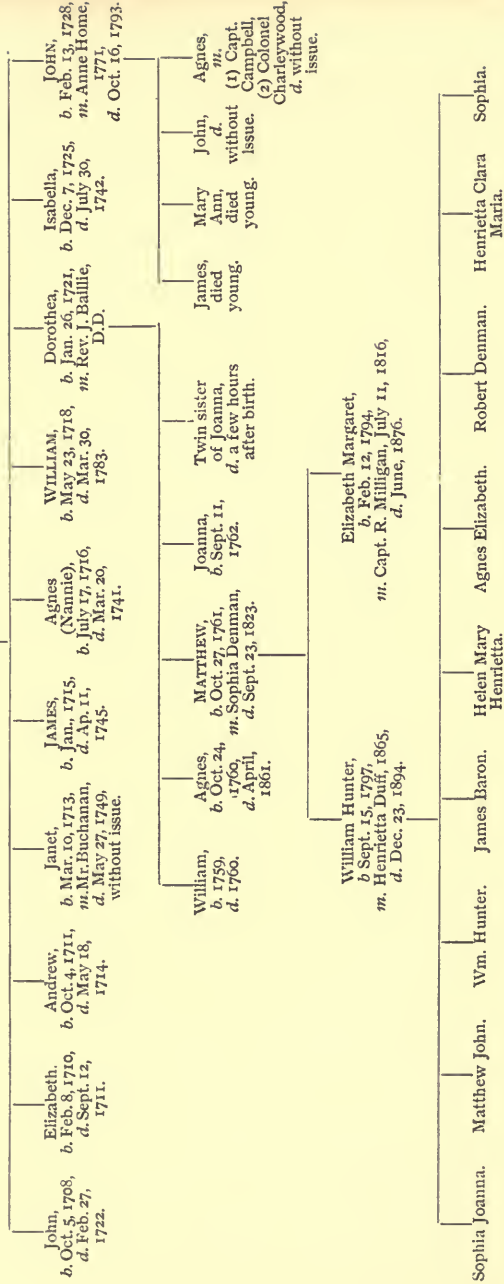 John,
b. Oct. 5, 1708,
d. Feb. 27,
1722.
Elizabeth.
b. Feb. 8, 1710,
d. Sept. 12,
1711.
Andrew,
b. Oct. 4, 1711,
d. May 18,
1714.
Janet,
b. Mar. 10, 1713,
m. Mr. Buchanan,
d. May 27, 1749,
without issue.
JAMES,
b. Jan., 1715,
d. Ap. 11,
1745.
Agnes
(Nannie),
b. July 17, 1716,
d. Mar. 20,
1741.
WILLIAM,
b. May 23, 1718,
d. Mar. 30,
1783.
Dorothea,
b. Jan. 26, 1721,
m. Rev. J. Baillie,
D.D.
Isabella,
b. Dec. 7, 1725,
d. July 30,
1742.
JOHN,
b. Feb. 13, 1728,
m. Anne Home,
1771,
d. Oct. 16, 1793.
William,
b. 1759,
d. 1760.
Agnes,
b. Oct. 24,
1760,
d. April,
1861.
MATTHEW,
b. Oct. 27, 1761,
m. Sophia Denman,
d. Sept. 23, 1823.
Joanna,
b. Sept. 11,
1762.
Twin sister
of Joanna,
d. a few hours
after birth.
James,
died
young.
Mary
Ann,
died
young.
John,
d.
without
issue.
Agnes,
m.
(1) Capt.
Campbell,
(2) Colonel
Charleywood,
d. without
issue.
William Hunter,
b Sept. 15, 1797,
m. Henrietta Duff, 1865,
d. Dec. 23, 1894.
Elizabeth Margaret,
b. Feb. 12, 1794,
m. Capt. R. Milligan, July 11, 1816,
d. June, 1876.
Sophia Joanna.
Matthew John.
Wm. Hunter.
James Baron.
Helen Mary
Henrietta.
Agnes Elizabeth.
Robert Denman.
Henrietta Clara
Maria.
Sophia.